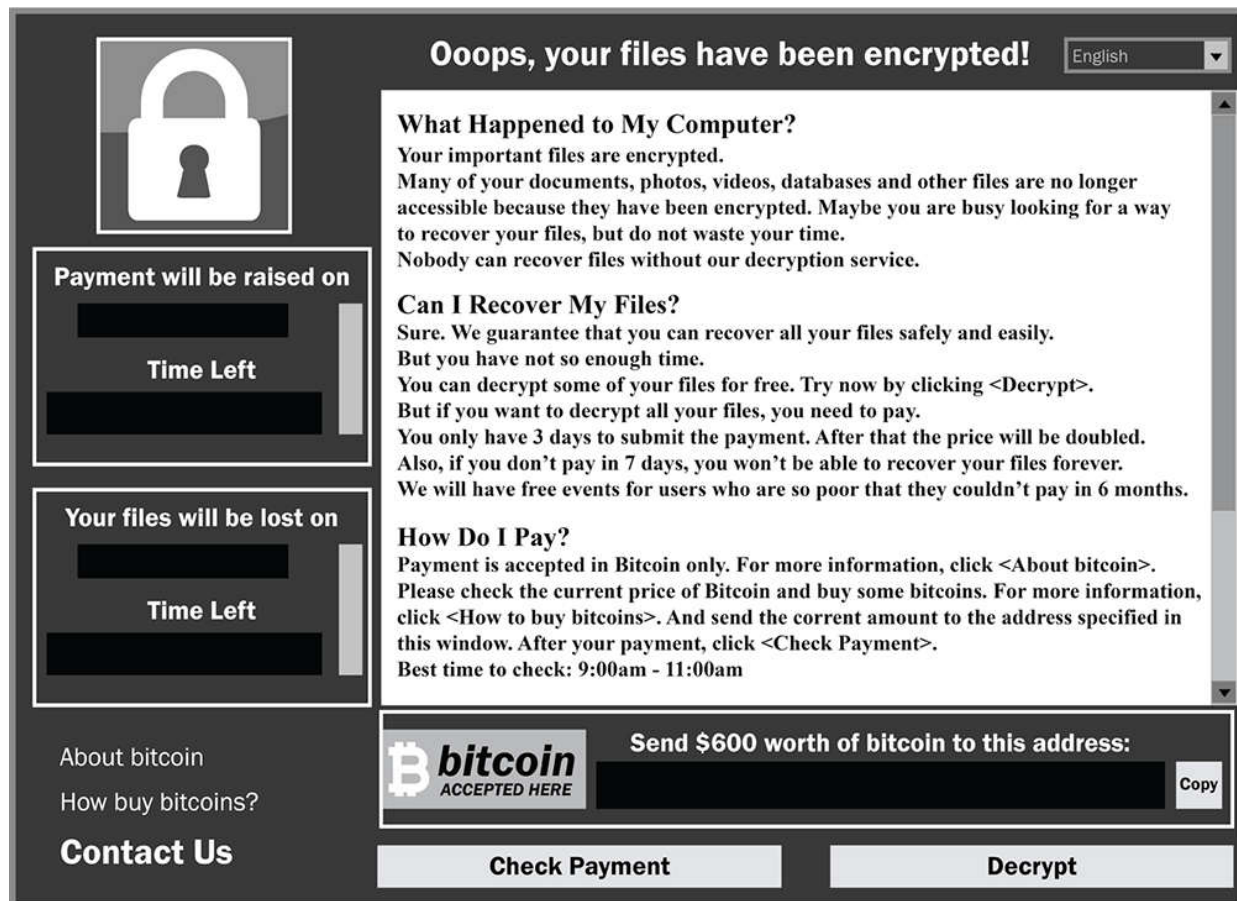 Ooops, your files have been encrypted!
English
Payment will be raised on
Time Left
Your files will be lost on
Time Left
About bitcoin
How buy bitcoins?
Contact Us
What Happened to My Computer?
Your important files are encrypted.
Many of your documents, photos, videos, databases and other files are no longer
accessible because they have been encrypted. Maybe you are busy looking for a way
to recover your files, but do not waste your time.
Nobody can recover files without our decryption service.
Can I Recover My Files?
Sure. We guarantee that you can recover all your files safely and easily.
But you have not so enough time.
You can decrypt some of your files for free. Try now by clicking <Decrypt>.
But if you want to decrypt all your files, you need to pay.
You only have 3 days to submit the payment. After that the price will be doubled.
Also, if you don't pay in 7 days, you won't be able to recover your files forever.
We will have free events for users who are so poor that they couldn't pay in 6 months.
How Do I Pay?
Payment is accepted in Bitcoin only. For more information, click <About bitcoin>.
Please check the current price of Bitcoin and buy some bitcoins. For more information,
click <How to buy bitcoins>. And send the corrent amount to the address specified in
this window. After your payment, click <Check Payment>.
Best time to check: 9:00am - 11:00am
bitcoin
ACCEPTED HERE
Send $600 worth of bitcoin to this address:
Copy
Check Payment
Decrypt